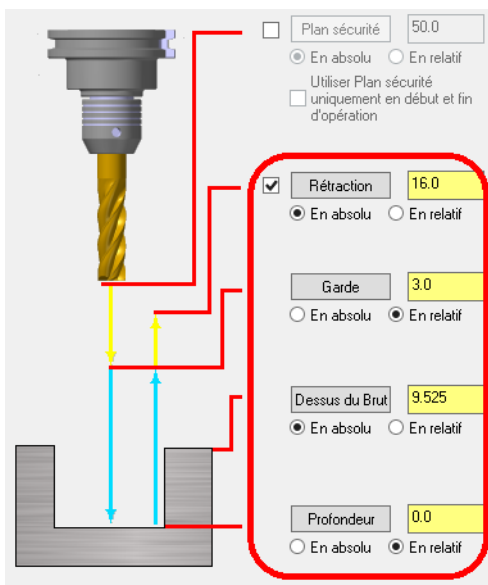 Plan sécurité 50.0
En absolu En relatif
Utiliser Plan sécurité
uniquement en début et fin
d'opération
Rétraction 16.0
En absolu En relatif
Garde 3.0
En absolu En relatif
Dessus du Brut 9.525
En absolu En relatif
Profondeur 0.0
En absolu En relatif